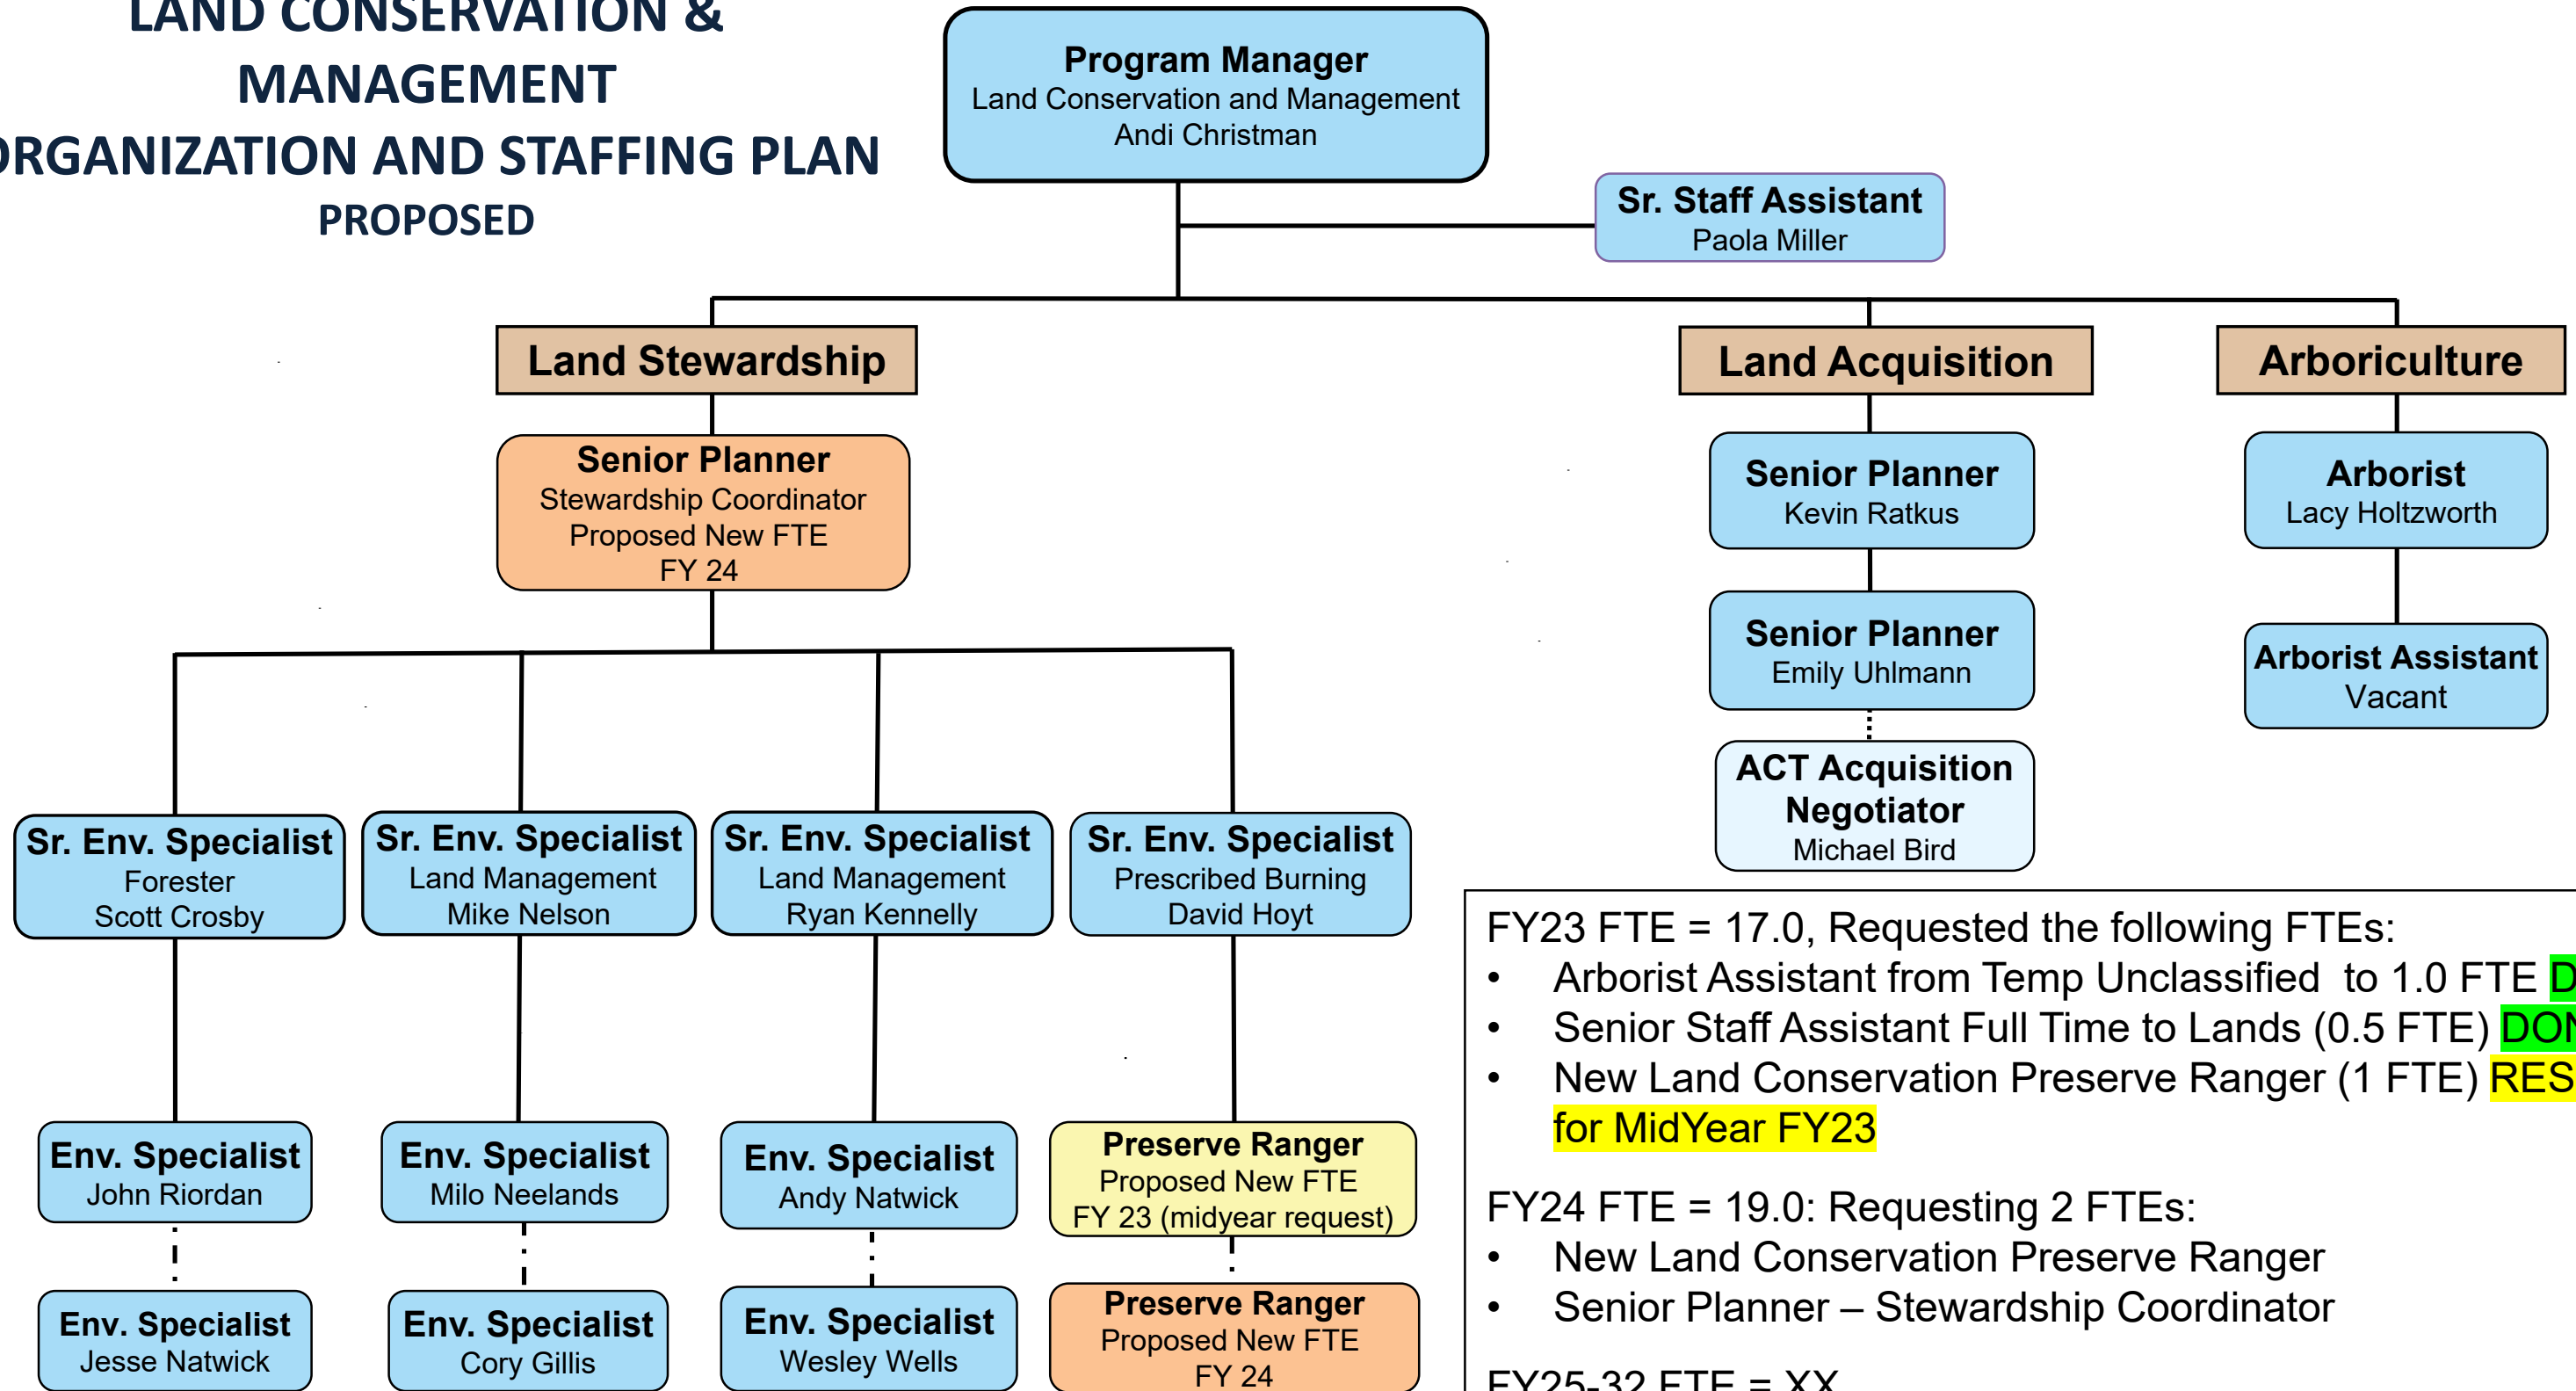 LAND CONSERVATION &
MANAGEMENT
ORGANIZATION AND STAFFING PLAN
PROPOSED
Program Manager
Land Conservation and Management
Andi Christman
Sr. Staff Assistant
Paola Miller
Land Stewardship
Land Acquisition
Arboriculture
Senior Planner
Stewardship Coordinator
Proposed New FTE
FY 24
Senior Planner
Kevin Ratkus
Senior Planner
Emily Uhlmann
ACT Acquisition
Negotiator
Michael Bird
Arborist
Lacy Holtzworth
Arborist Assistant
Vacant
Sr. Env. Specialist
Forester
Scott Crosby
Sr. Env. Specialist
Land Management
Mike Nelson
Sr. Env. Specialist
Land Management
Ryan Kennelly
Sr. Env. Specialist
Prescribed Burning
David Hoyt
Env. Specialist
John Riordan
Env. Specialist
Milo Neelands
Env. Specialist
Andy Natwick
Preserve Ranger
Proposed New FTE
FY 23 (midyear request)
Env. Specialist
Jesse Natwick
Env. Specialist
Cory Gillis
Env. Specialist
Wesley Wells
Preserve Ranger
Proposed New FTE
FY 24
FY23 FTE = 17.0, Requested the following FTEs:
• Arborist Assistant from Temp Unclassified to 1.0 FTE
• Senior Staff Assistant Full Time to Lands (0.5 FTE) DON
• New Land Conservation Preserve Ranger (1 FTE) RES
for MidYear FY23
FY24 FTE = 19.0: Requesting 2 FTEs:
• New Land Conservation Preserve Ranger
• Senior Planner – Stewardship Coordinator
FY25-32 FTE = XX